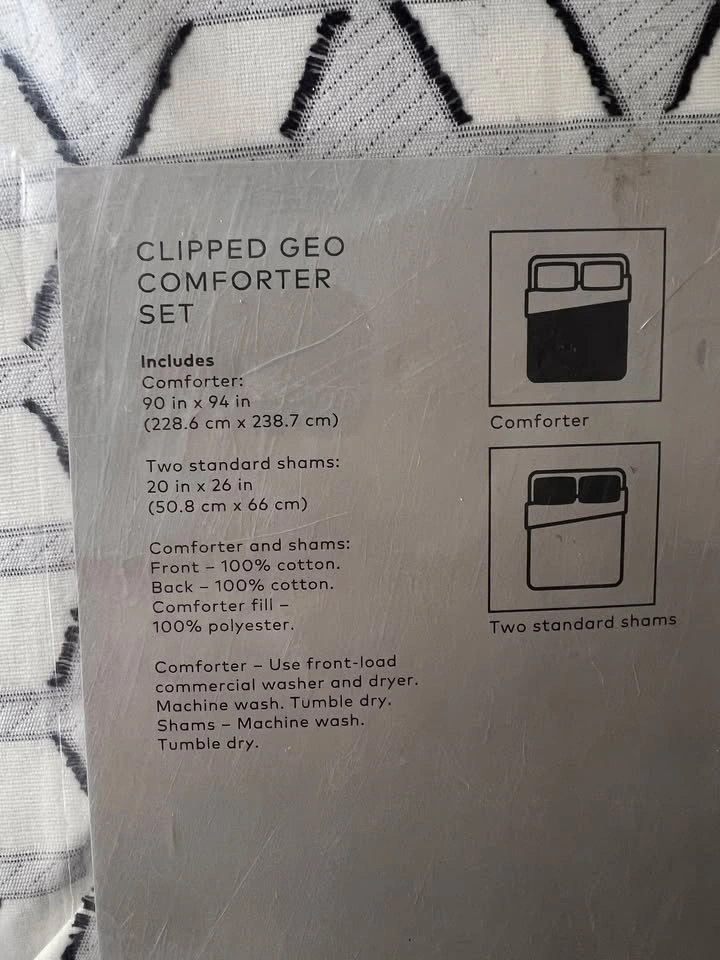 CLIPPED GEO
COMFORTER
SET
Includes
Comforter:
90 in x 94 in
(228.6 cm x 238.7 cm)
Two standard shams:
20 in x 26 in
(50.8 cm x 66 cm)
Comforter and shams:
Front – 100% cotton.
Back – 100% cotton.
Comforter fill –
100% polyester.
Comforter – Use front-load
commercial washer and dryer.
Machine wash. Tumble dry.
Shams – Machine wash.
Tumble dry.
Comforter
Two standard shams